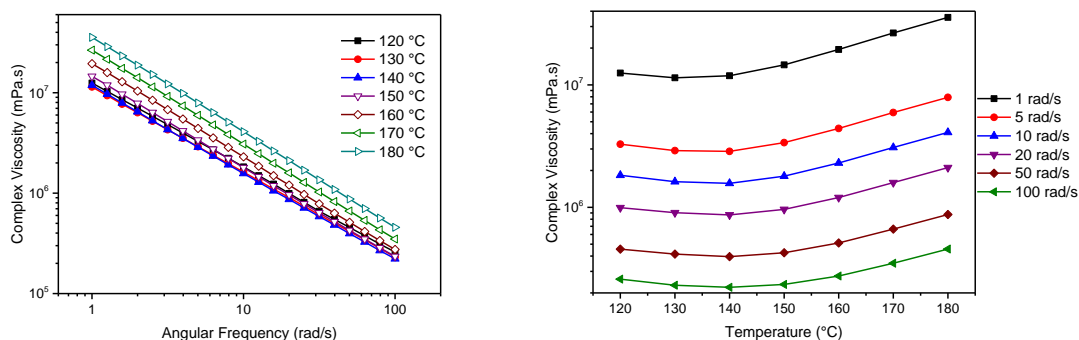 Complex Viscosity (mPa.s)
10^7
10^6
10^5
1
10
100
Angular Frequency (rad/s)
120 °C
130 °C
140 °C
150 °C
160 °C
170 °C
180 °C
Complex Viscosity (mPa.s)
10^7
10^6
120 130 140 150 160 170 180
Temperature (°C)
1 rad/s
5 rad/s
10 rad/s
20 rad/s
50 rad/s
100 rad/s